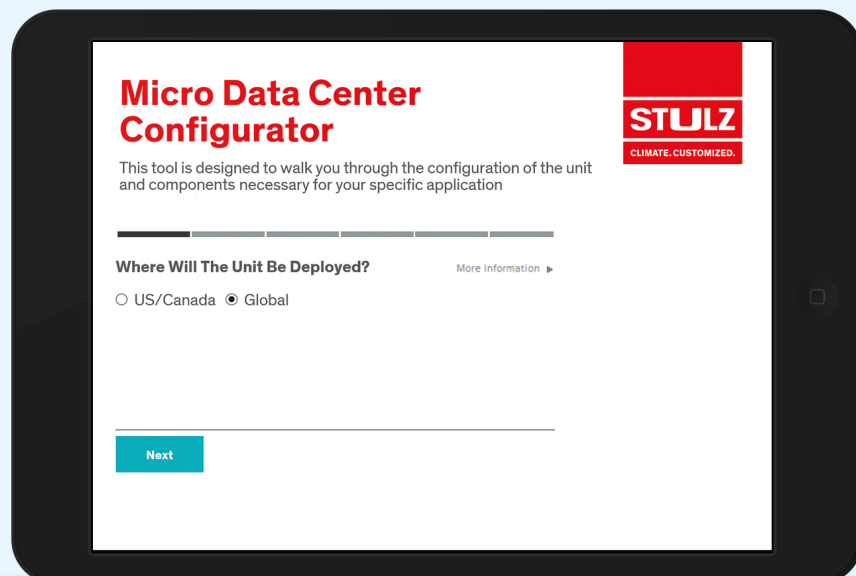 Micro Data Center
Configurator
STULZ
CLIMATE. CUSTOMIZED.
This tool is designed to walk you through the configuration of the unit
and components necessary for your specific application
Where Will The Unit Be Deployed?
More Information
US/Canada
Global
Next